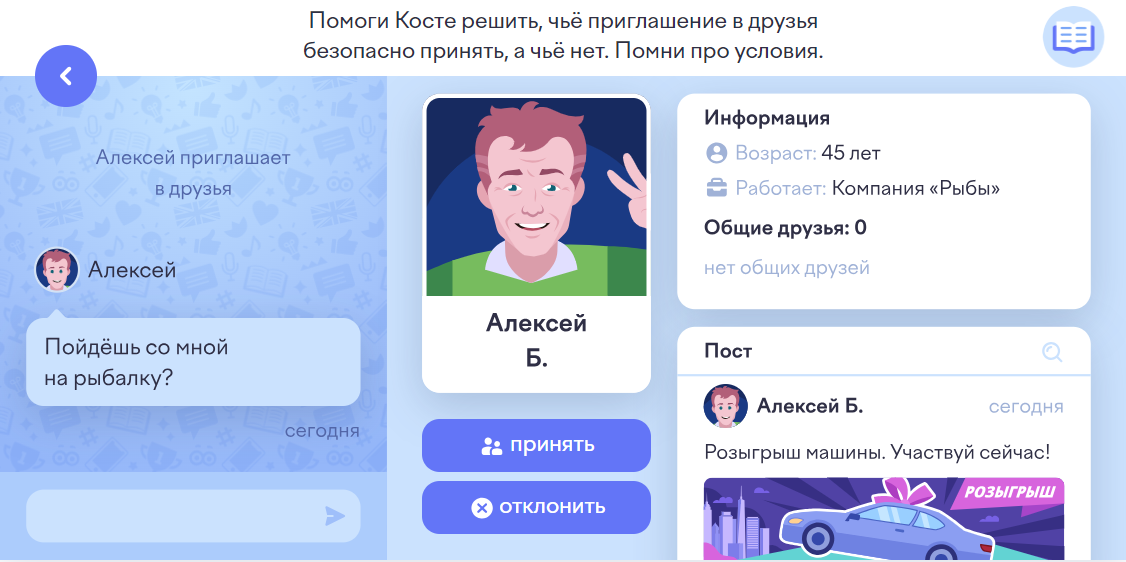 Помоги Косте решить, чьё приглашение в друзья
безопасно принять, а чьё нет. Помни про условия.
Алексей приглашает
в друзья
Алексей
Пойдёшь со мной
на рыбалку?
сегодня
Алексей
Б.
ПРИНЯТЬ
ОТКЛОНИТЬ
Информация
Возраст: 45 лет
Работает: Компания «Рыбы»
Общие друзья: 0
нет общих друзей
Пост
Алексей Б.
сегодня
Розыгрыш машины. Участвуй сейчас!
РОЗЫГРЫШ